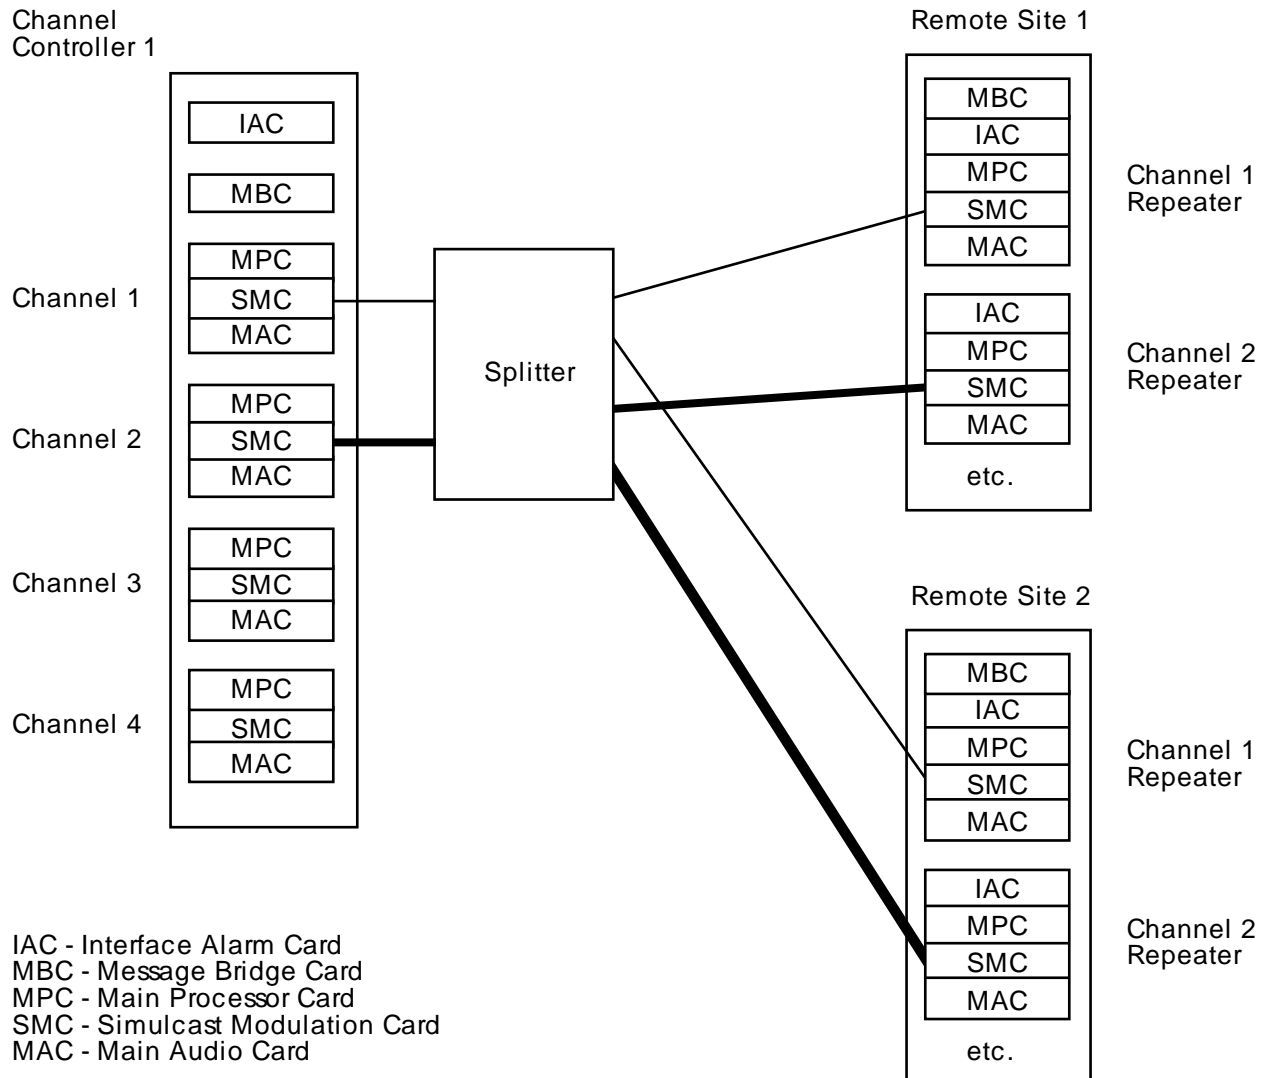 Channel
Controller 1
IAC
MBC
Channel 1
MPC
SMC
MAC
Channel 2
MPC
SMC
MAC
Channel 3
MPC
SMC
MAC
Channel 4
MPC
SMC
MAC
Splitter
Remote Site 1
MBC
IAC
MPC
SMC
MAC
Channel 1
Repeater
IAC
MPC
SMC
MAC
Channel 2
Repeater
etc.
Remote Site 2
MBC
IAC
MPC
SMC
MAC
Channel 1
Repeater
IAC
MPC
SMC
MAC
Channel 2
Repeater
etc.
IAC - Interface Alarm Card
MBC - Message Bridge Card
MPC - Main Processor Card
SMC - Simulcast Modulation Card
MAC - Main Audio Card